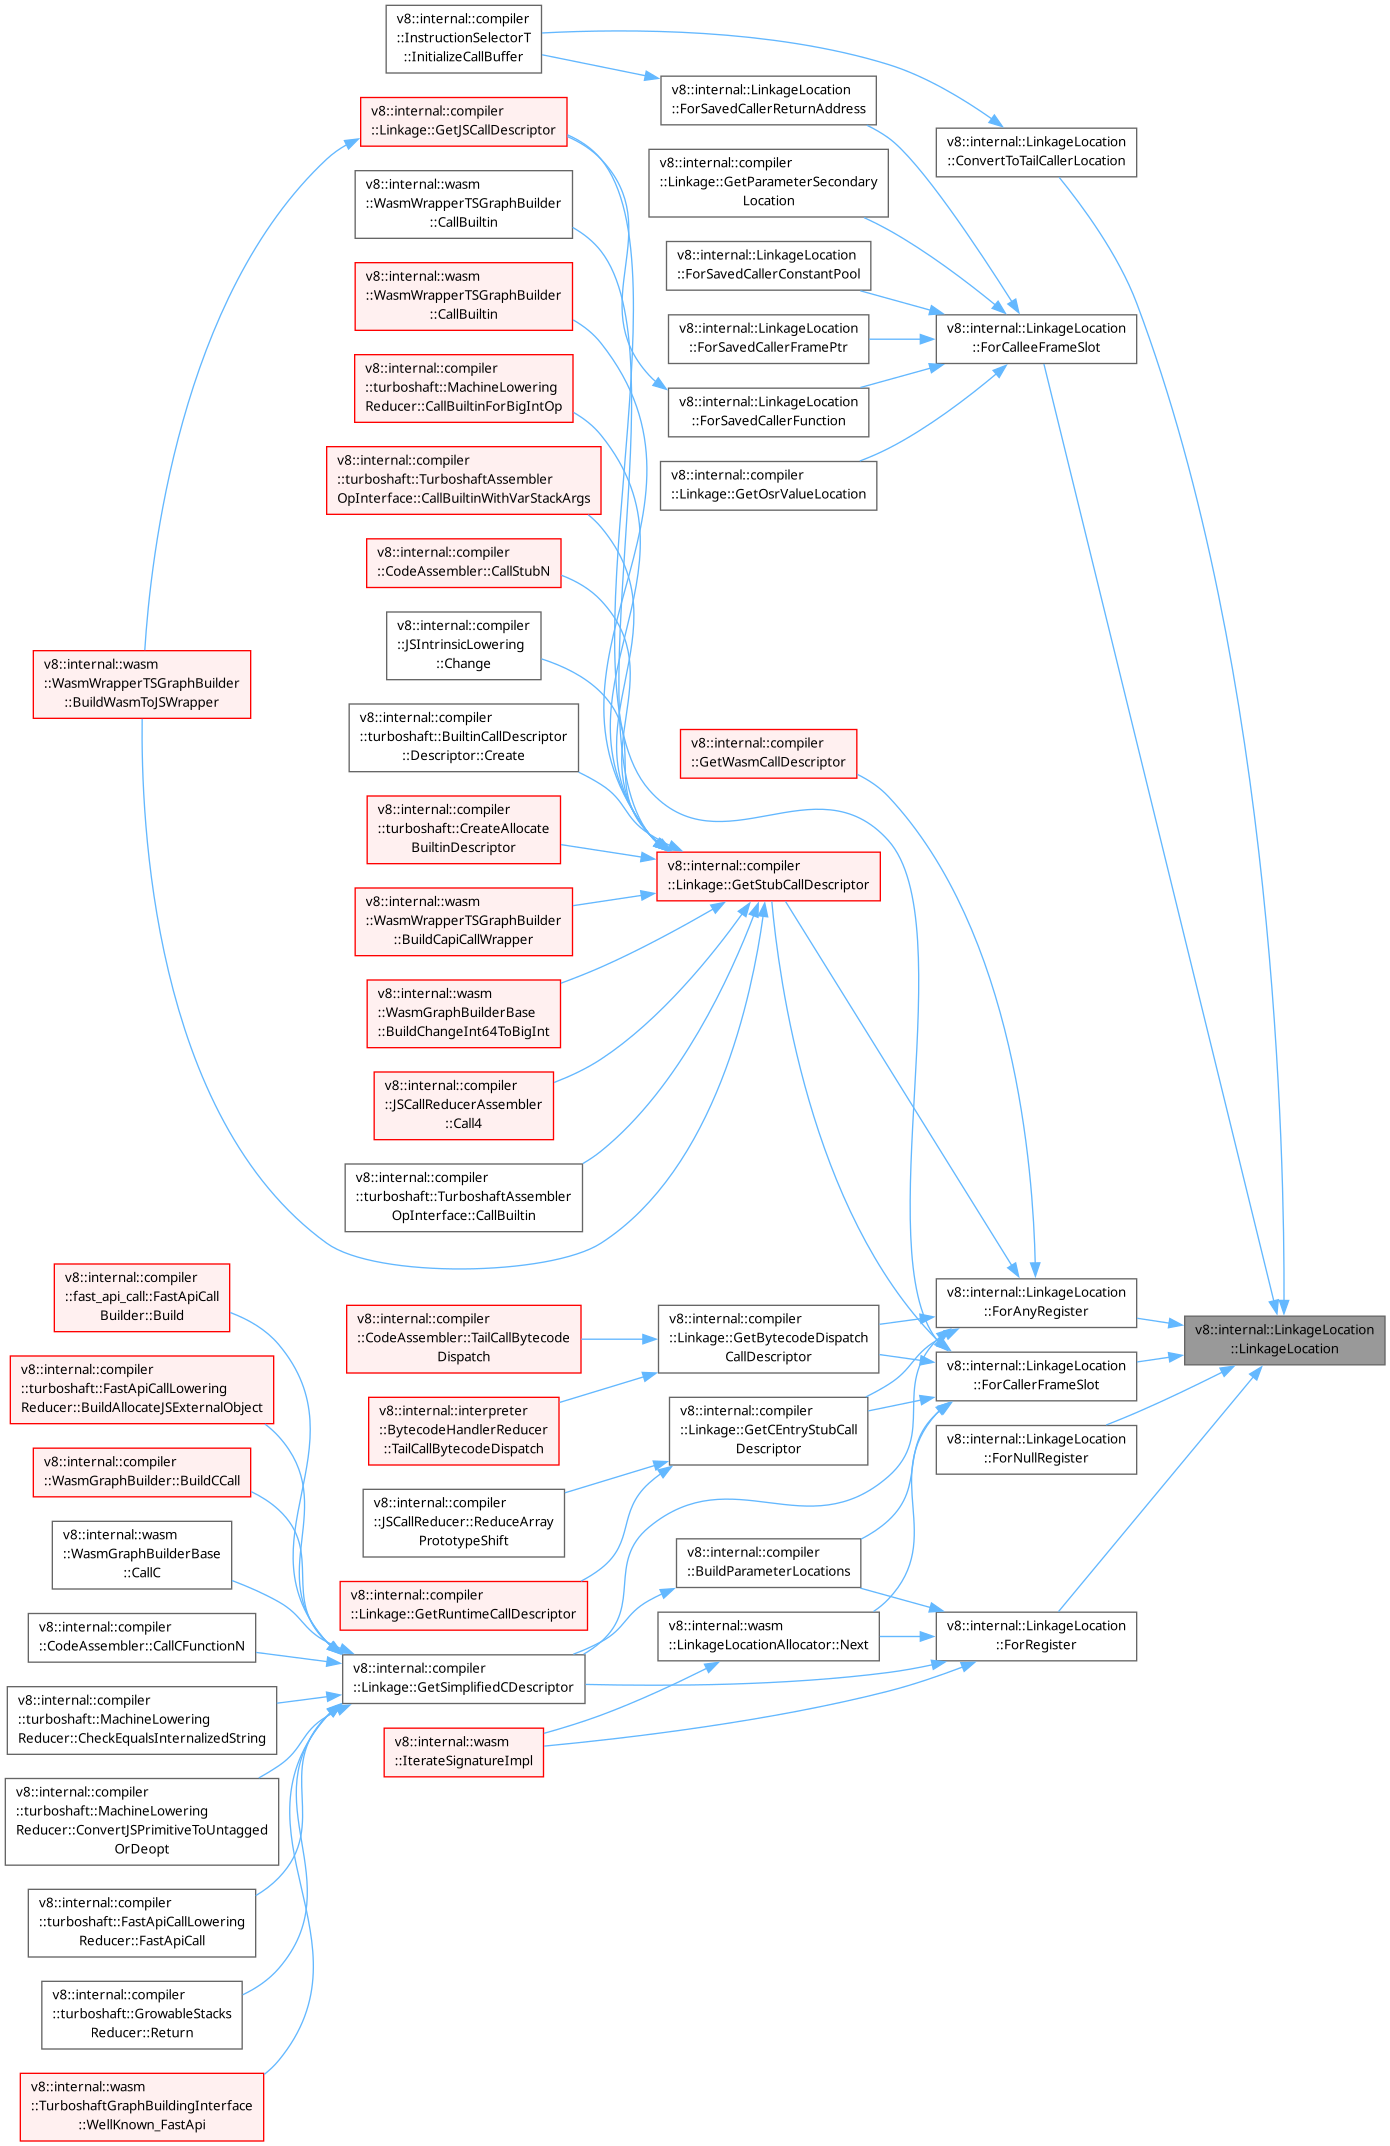 v8::internal::compiler
::InstructionSelectorT
::InitializeCallBuffer
v8::internal::LinkageLocation
::ForSavedCallerReturnAddress
v8::internal::compiler
::Linkage::GetJSCallDescriptor
v8::internal::LinkageLocation
::ConvertToTailCallerLocation
v8::internal::compiler
::Linkage::GetParameterSecondary
Location
v8::internal::wasm
::WasmWrapperTSGraphBuilder
::CallBuiltin
v8::internal::LinkageLocation
::ForSavedCallerConstantPool
v8::internal::wasm
::WasmWrapperTSGraphBuilder
::CallBuiltin
v8::internal::LinkageLocation
::ForSavedCallerFramePtr
v8::internal::LinkageLocation
::ForCalleeFrameSlot
v8::internal::compiler
::turboshaft::MachineLowering
Reducer::CallBuiltinForBigIntOp
v8::internal::LinkageLocation
::ForSavedCallerFunction
v8::internal::compiler
::turboshaft::TurboshaftAssembler
OpInterface::CallBuiltinWithVarStackArgs
v8::internal::compiler
::Linkage::GetOsrValueLocation
v8::internal::compiler
::CodeAssembler::CallStubN
v8::internal::compiler
::JSIntrinsicLowering
::Change
v8::internal::wasm
::WasmWrapperTSGraphBuilder
::BuildWasmToJSWrapper
v8::internal::compiler
::turboshaft::BuiltinCallDescriptor
::Descriptor::Create
v8::internal::compiler
::GetWasmCallDescriptor
v8::internal::compiler
::turboshaft::CreateAllocate
BuiltinDescriptor
v8::internal::compiler
::Linkage::GetStubCallDescriptor
v8::internal::wasm
::WasmWrapperTSGraphBuilder
::BuildCapiCallWrapper
v8::internal::wasm
::WasmGraphBuilderBase
::BuildChangeInt64ToBigInt
v8::internal::compiler
::JSCallReducerAssembler
::Call4
v8::internal::compiler
::turboshaft::TurboshaftAssembler
OpInterface::CallBuiltin
v8::internal::compiler
::fast_api_call::FastApiCall
Builder::Build
v8::internal::compiler
::CodeAssembler::TailCallBytecode
Dispatch
v8::internal::compiler
::Linkage::GetBytecodeDispatch
CallDescriptor
v8::internal::LinkageLocation
::ForAnyRegister
v8::internal::LinkageLocation
::LinkageLocation
v8::internal::compiler
::turboshaft::FastApiCallLowering
Reducer::BuildAllocateJSExternalObject
v8::internal::interpreter
::BytecodeHandlerReducer
::TailCallBytecodeDispatch
v8::internal::compiler
::Linkage::GetCEntryStubCall
Descriptor
v8::internal::LinkageLocation
::ForCallerFrameSlot
v8::internal::LinkageLocation
::ForNullRegister
v8::internal::compiler
::WasmGraphBuilder::BuildCCall
v8::internal::compiler
::JSCallReducer::ReduceArray
PrototypeShift
v8::internal::wasm
::WasmGraphBuilderBase
::CallC
v8::internal::compiler
::BuildParameterLocations
v8::internal::compiler
::Linkage::GetRuntimeCallDescriptor
v8::internal::compiler
::CodeAssembler::CallCFunctionN
v8::internal::wasm
::LinkageLocationAllocator::Next
v8::internal::LinkageLocation
::ForRegister
v8::internal::compiler
::Linkage::GetSimplifiedCDescriptor
v8::internal::compiler
::turboshaft::MachineLowering
Reducer::CheckEqualsInternalizedString
v8::internal::wasm
::IterateSignatureImpl
v8::internal::compiler
::turboshaft::MachineLowering
Reducer::ConvertJSPrimitiveToUntagged
OrDeopt
v8::internal::compiler
::turboshaft::FastApiCallLowering
Reducer::FastApiCall
v8::internal::compiler
::turboshaft::GrowableStacks
Reducer::Return
v8::internal::wasm
::TurboshaftGraphBuildingInterface
::WellKnown_FastApi